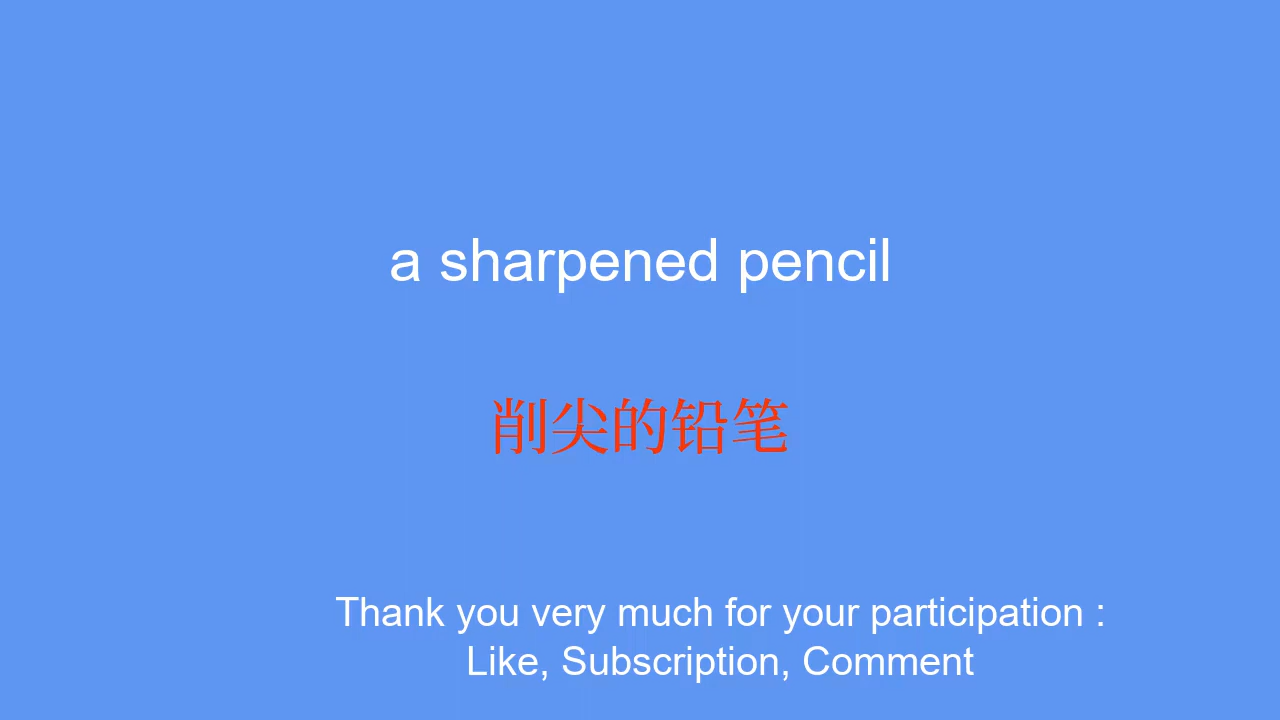 a sharpened pencil
削尖的铅笔
Thank you very much for your participation :
Like, Subscription, Comment